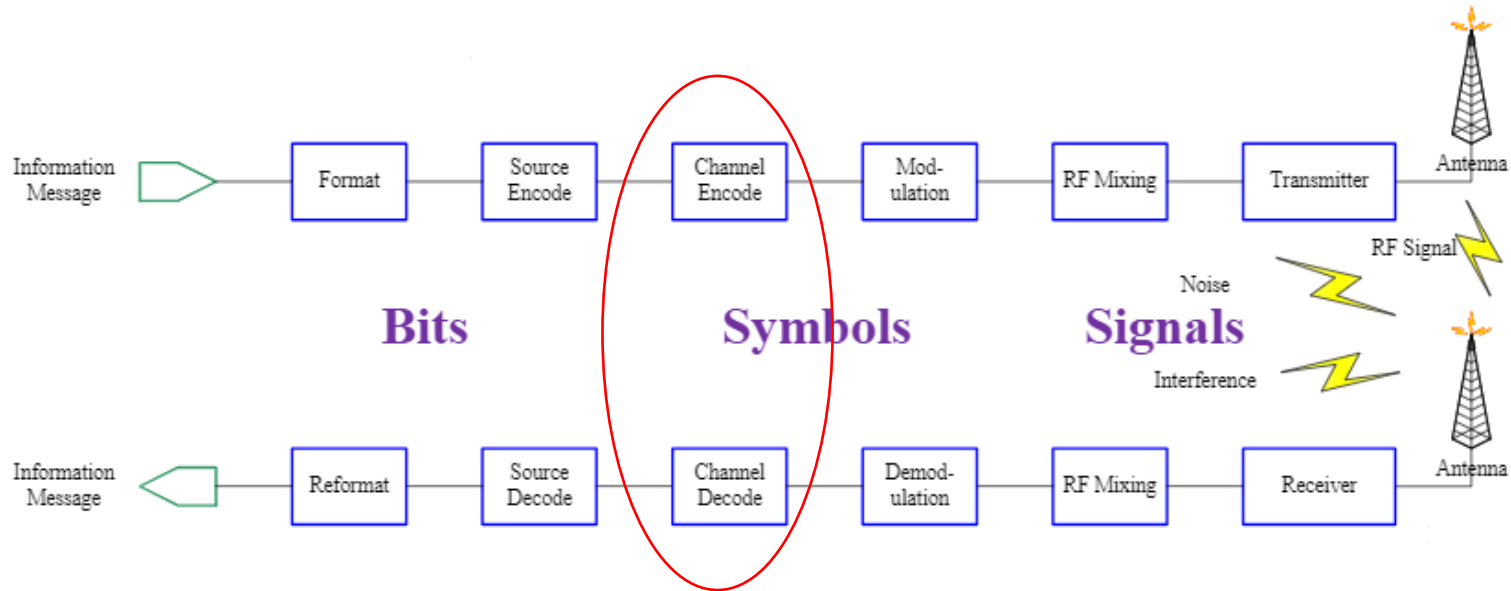 Information
Message
Format
Source
Encode
Channel
Encode
Mod-
ulation
RF Mixing
Transmitter
Antenna
RF Signal
Noise
Bits
Symbols
Signals
Interference
Information
Message
Reformat
Source
Decode
Channel
Decode
Demod-
ulation
RF Mixing
Receiver
Antenna